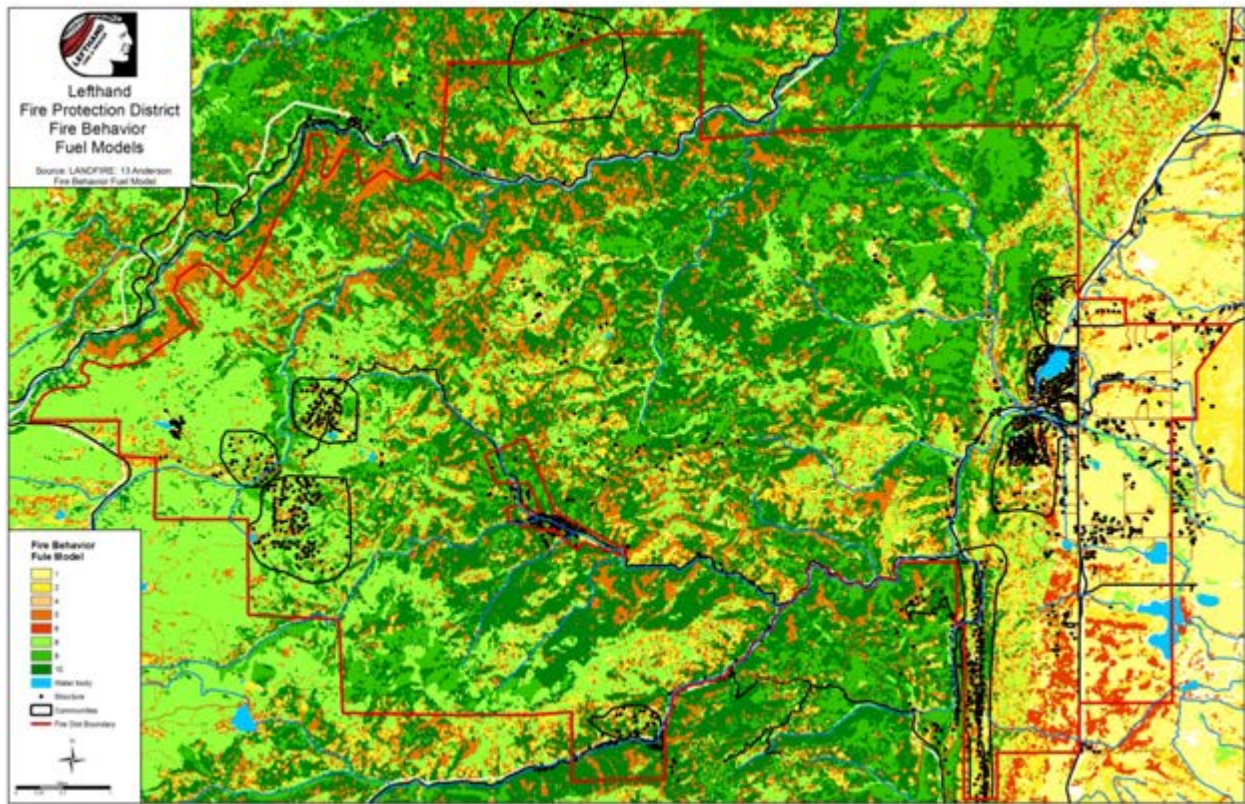 LEFTHAND
Lefthand
Fire Protection District
Fire Behavior
Fuel Models
Source: LANDFIRE: 13 Anderson
Fire Behavior Fuel Model
Fire Behavior
Fule Model
1
2
4
5
6
8
9
10
Water body
Structure
Communities
Fire Dist Boundary
N